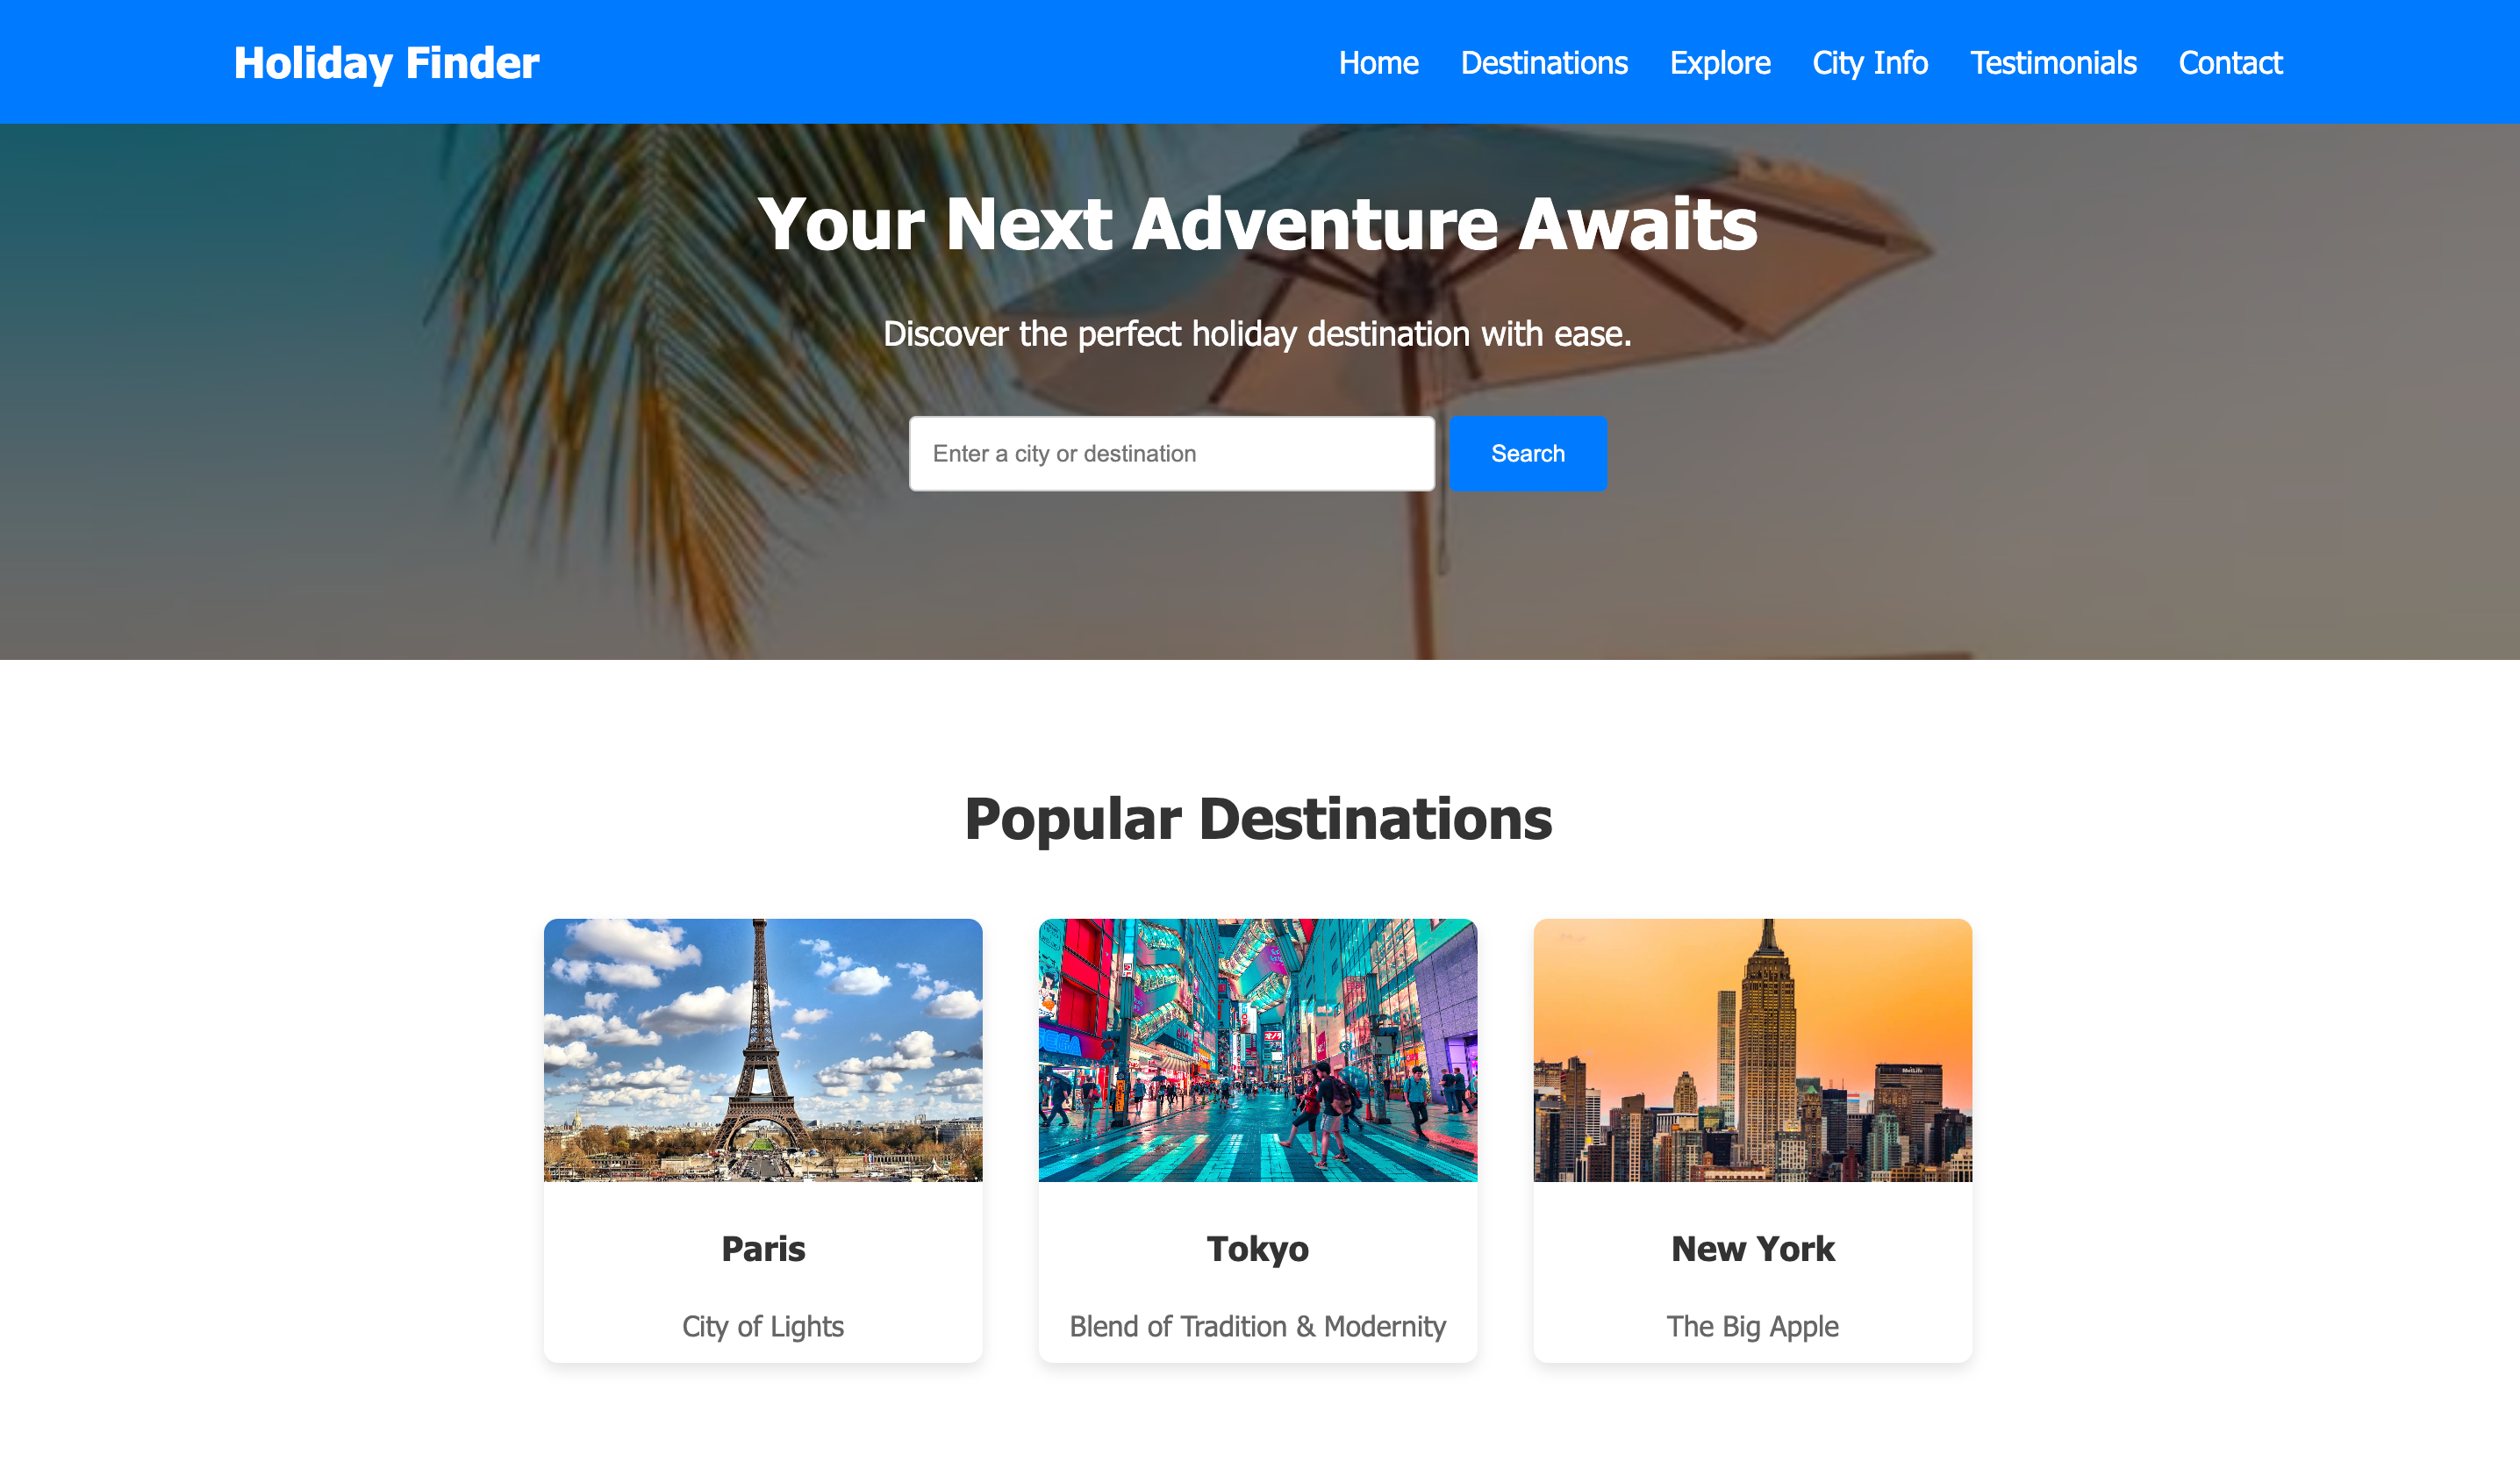 Holiday Finder
Home Destinations Explore City Info Testimonials Contact
Your Next Adventure Awaits
Discover the perfect holiday destination with ease.
Enter a city or destination
Search
Popular Destinations
SEGA
MetLife
Paris
Tokyo
New York
City of Lights
Blend of Tradition & Modernity
The Big Apple